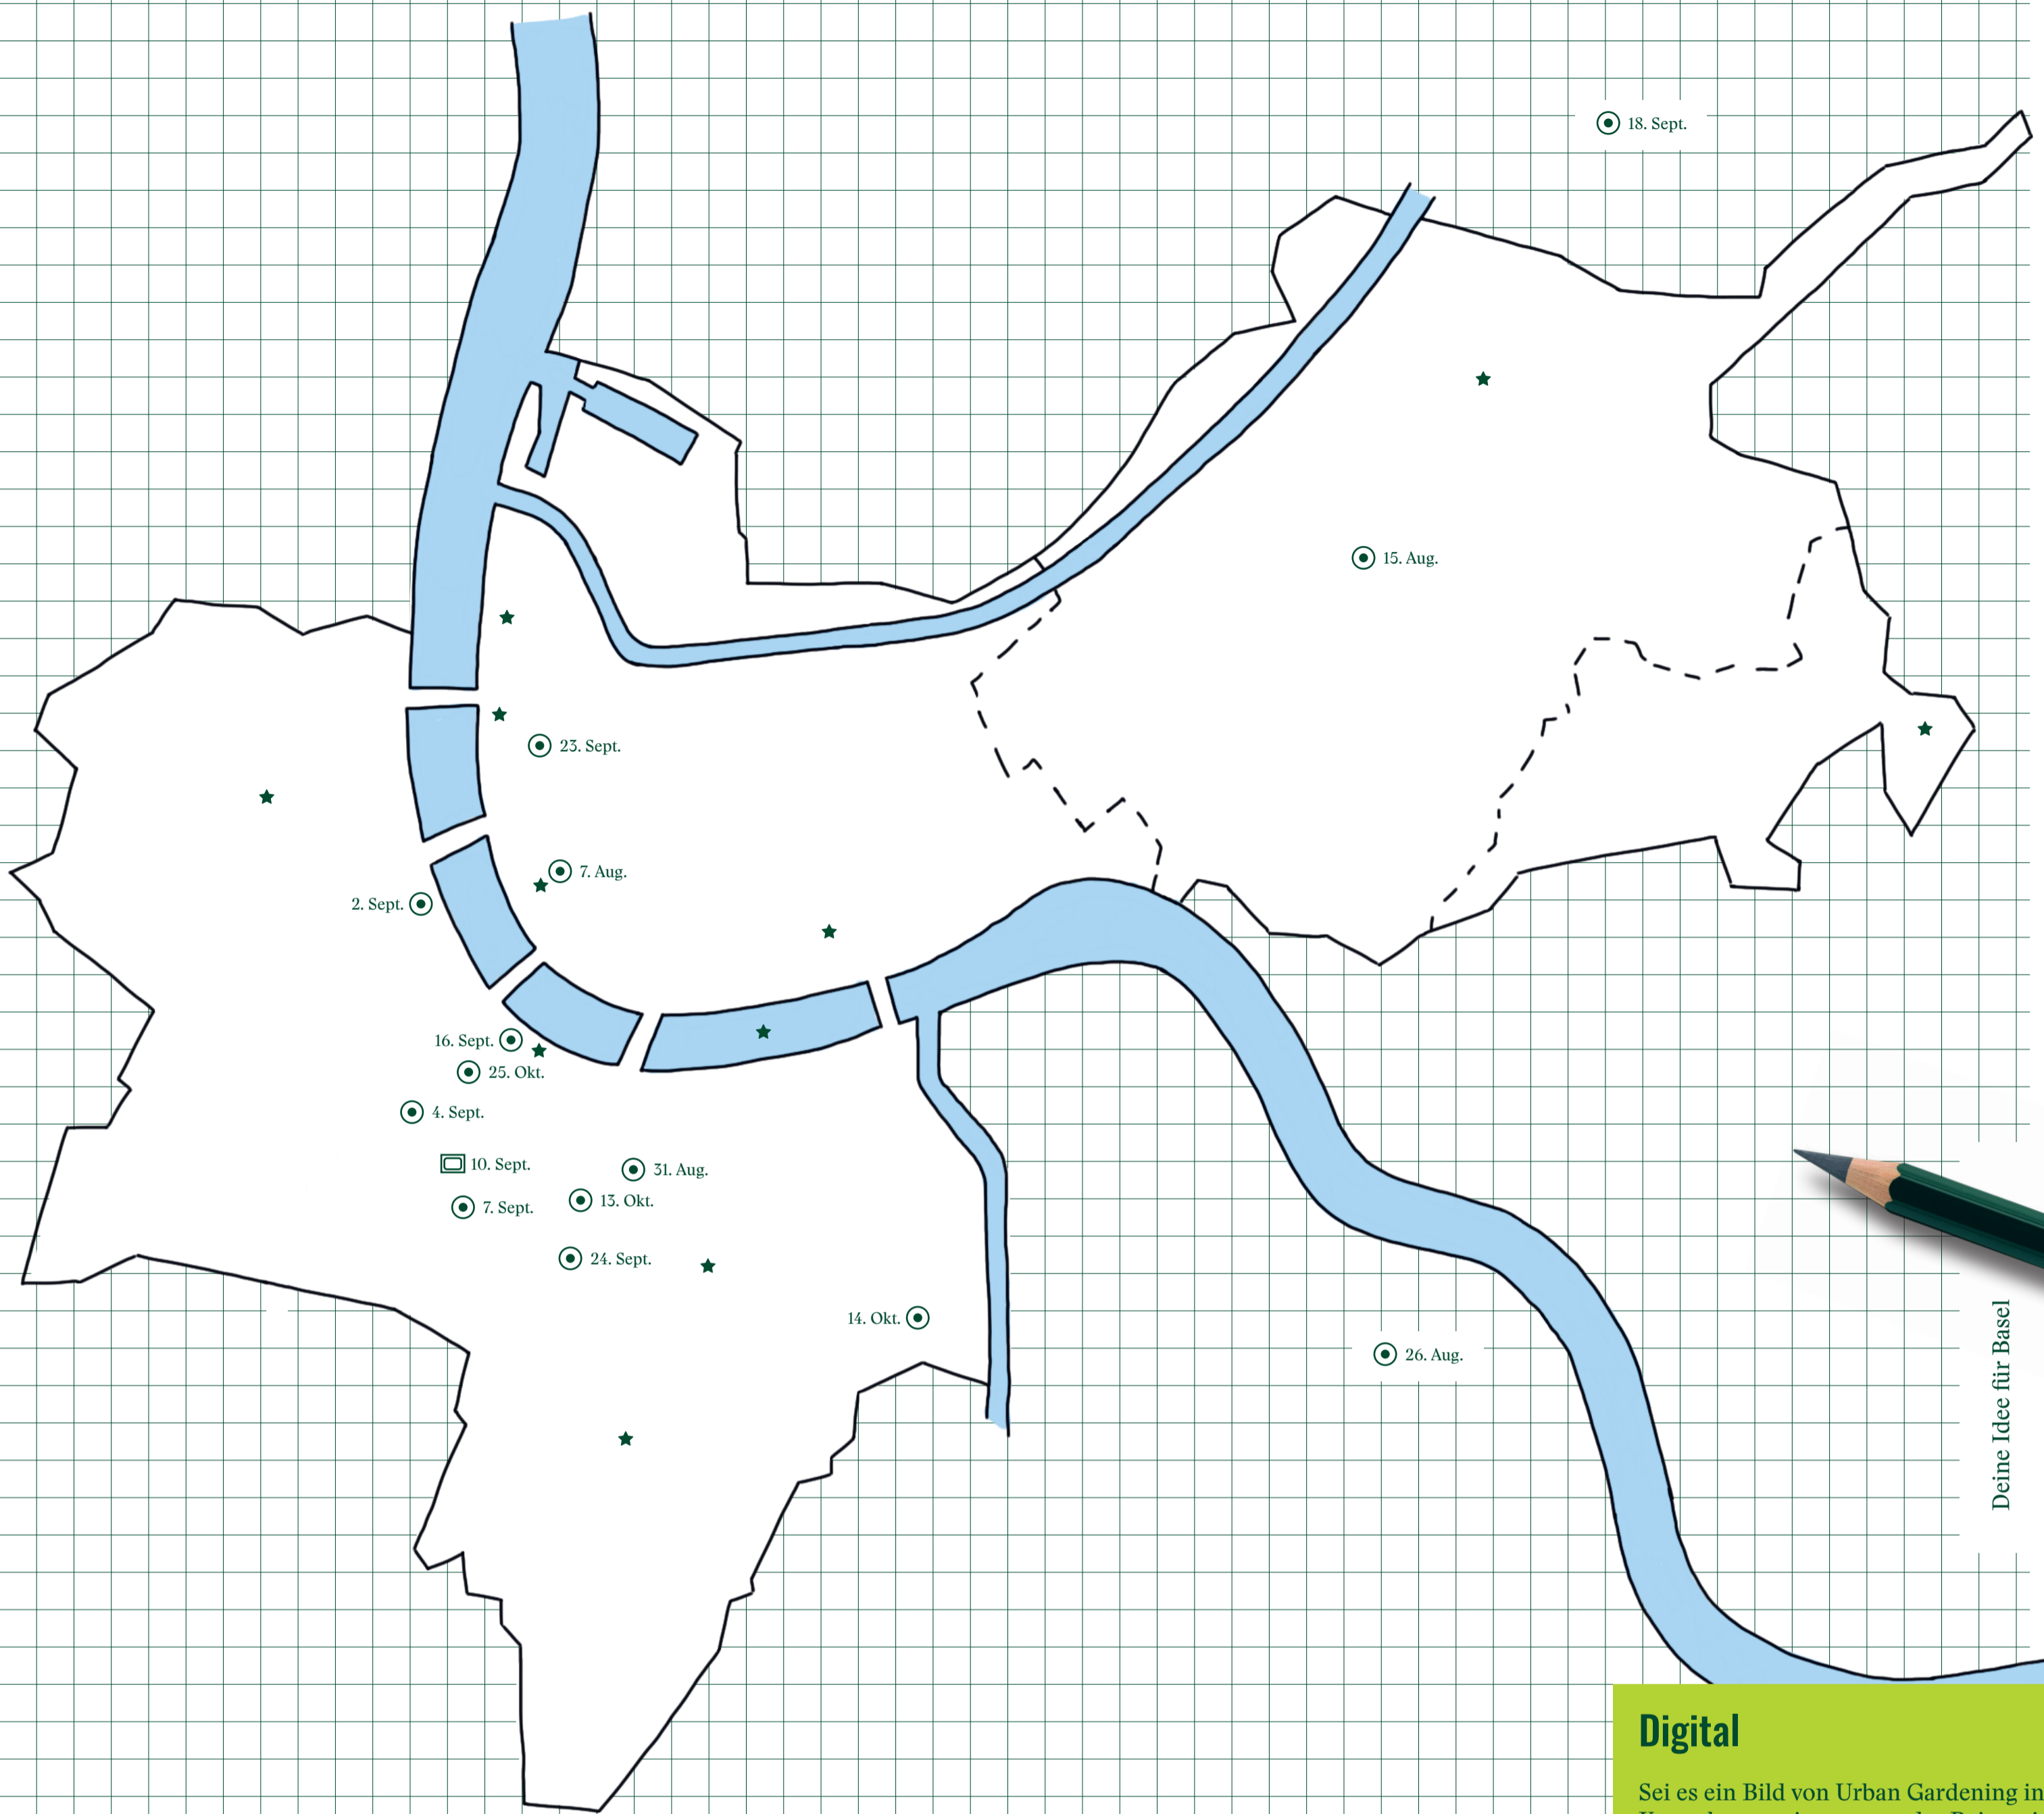 18. Sept.
15. Aug.
23. Sept.
7. Aug.
2. Sept.
16. Sept.
25. Okt.
4. Sept.
10. Sept.
31. Aug.
13. Okt.
7. Sept.
24. Sept.
14. Okt.
26. Aug.
Deine Idee für Basel
Digital
Sei es ein Bild von Urban Gardening in